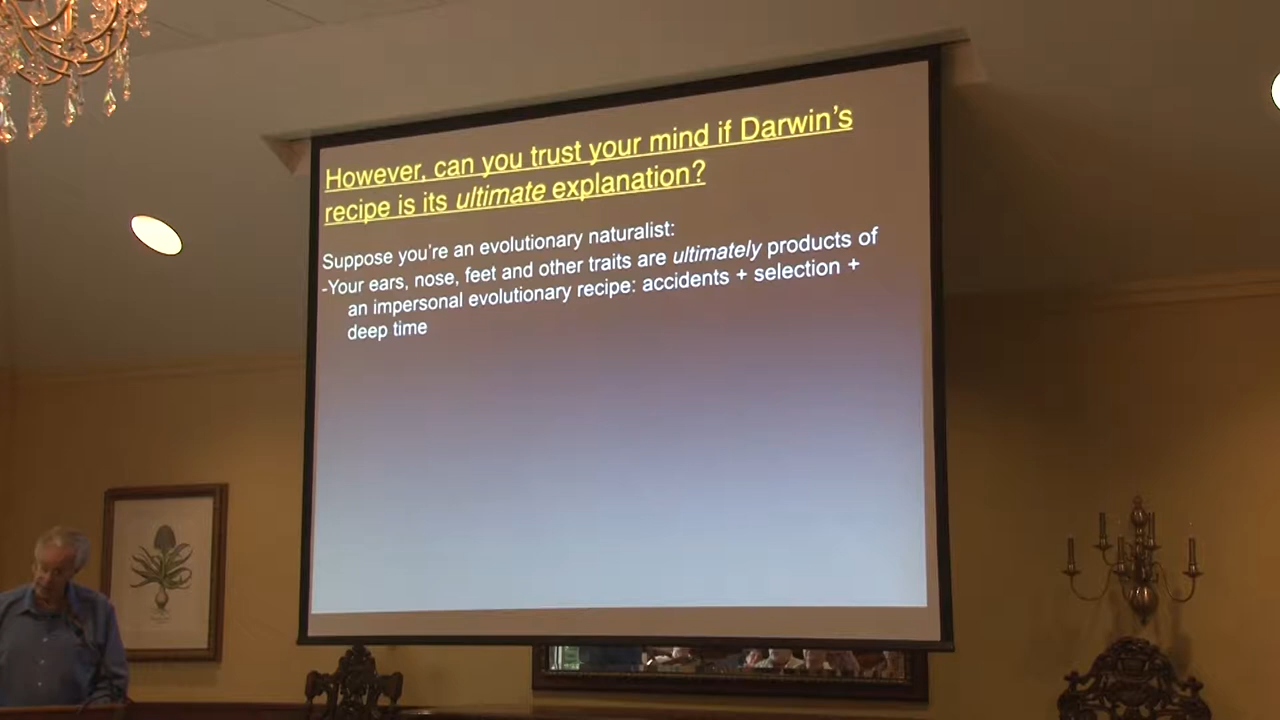 However, can you trust your mind if Darwin's
recipe is its ultimate explanation?
Suppose you're an evolutionary naturalist:
-Your ears, nose, feet and other traits are ultimately products of
an impersonal evolutionary recipe: accidents + selection +
deep time